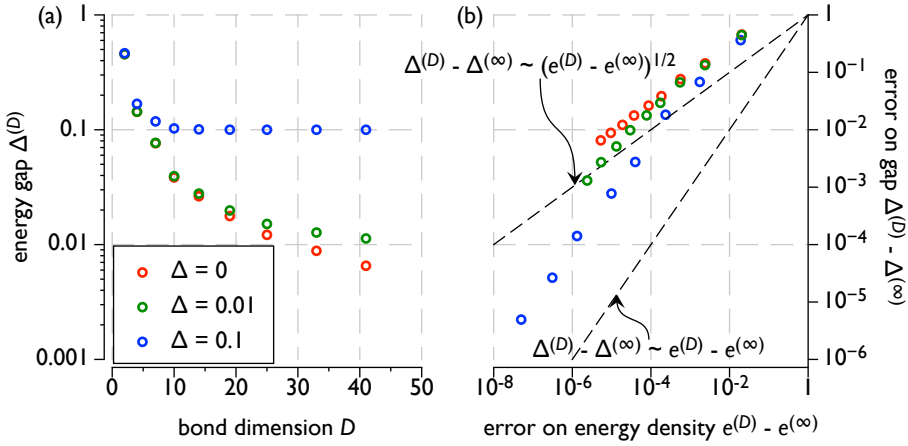 (a)
energy gap Δ(D)
1
0.1
0.01
0.001
Δ = 0
Δ = 0.01
Δ = 0.1
0 10 20 30 40 50
bond dimension D
(b)
Δ(D) - Δ(∞) ~ (e(D) - e(∞))1/2
Δ(D) - Δ(∞) ~ e(D) - e(∞)
1
10-1
10-2
10-3
10-4
10-5
10-6
error on gap Δ(D) - Δ(∞)
10-8 10-6 10-4 10-2 1
error on energy density e(D) - e(∞)